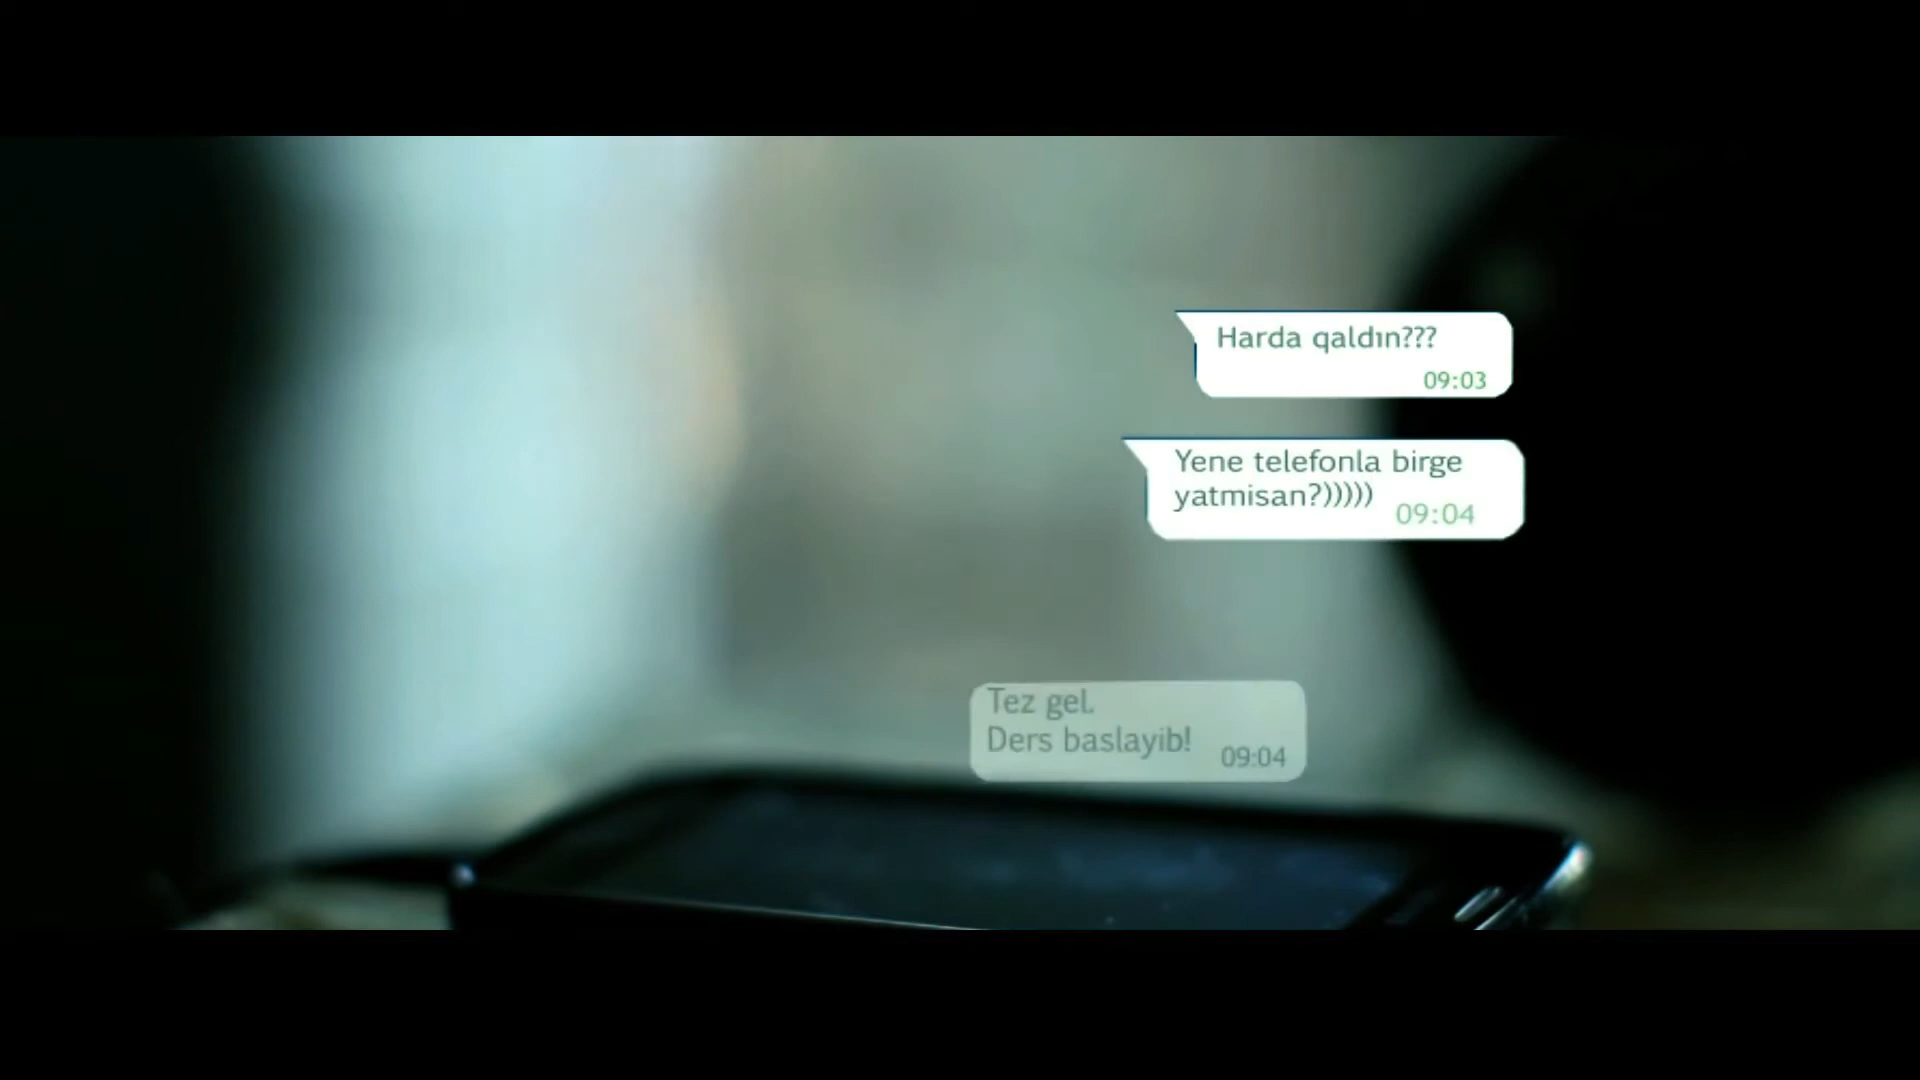 Harda qaldın???
09:03
Yene telefonla birge
yatmisan?)))))
09:04
Tez gel.
Ders baslayib!
09:04